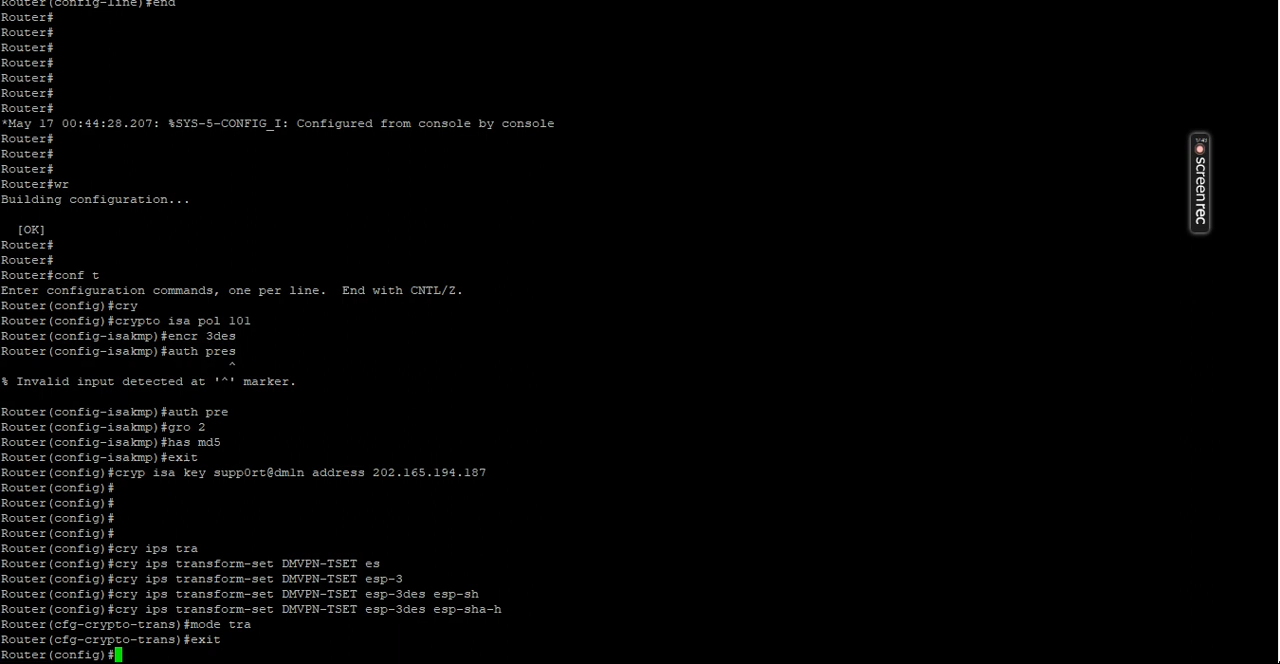 Router(config-line)#end
Router#
Router#
Router#
Router#
Router#
Router#
Router#
*May 17 00:44:28.207: %SYS-5-CONFIG_I: Configured from console by console
Router#
Router#
Router#
Router#wr
Building configuration...
[OK]
Router#
Router#
Router#conf t
Enter configuration commands, one per line.  End with CNTL/Z.
Router(config)#cry
Router(config)#crypto isa pol 101
Router(config-isakmp)#encr 3des
Router(config-isakmp)#auth pres
^
% Invalid input detected at '^' marker.
Router(config-isakmp)#auth pre
Router(config-isakmp)#gro 2
Router(config-isakmp)#has md5
Router(config-isakmp)#exit
Router(config)#cryp isa key supp0rt@dm1n address 202.165.194.187
Router(config)#
Router(config)#
Router(config)#
Router(config)#
Router(config)#cry ips tra
Router(config)#cry ips transform-set DMVPN-TSET es
Router(config)#cry ips transform-set DMVPN-TSET esp-3
Router(config)#cry ips transform-set DMVPN-TSET esp-3des esp-sh
Router(config)#cry ips transform-set DMVPN-TSET esp-3des esp-sha-h
Router(cfg-crypto-trans)#mode tra
Router(cfg-crypto-trans)#exit
Router(config)#
screenrec